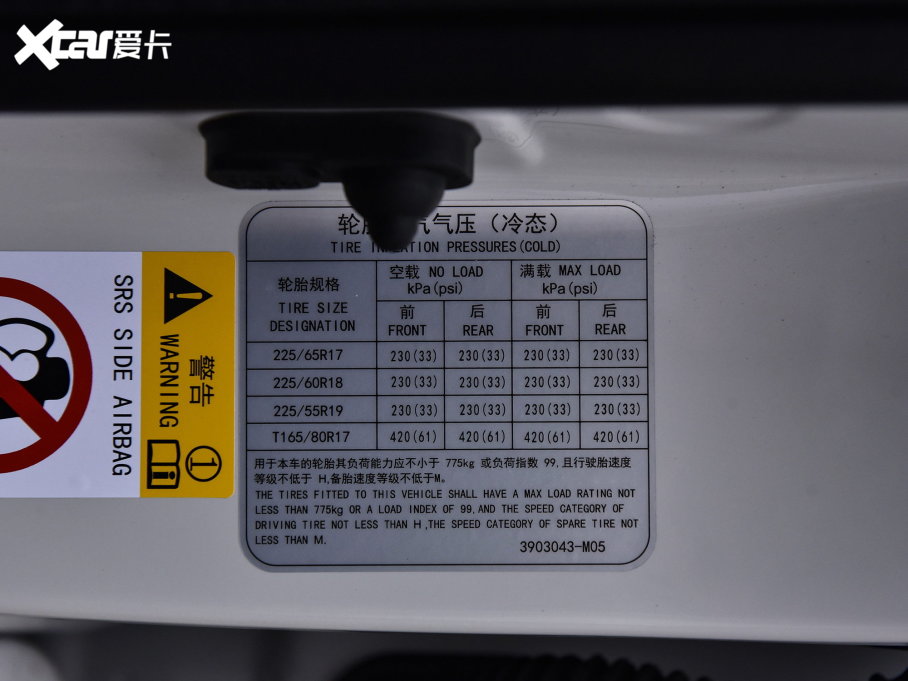 Xcar爱卡
轮 气气压（冷态）
TIRE PRESSURES(COLD)
轮胎规格
TIRE SIZE
DESIGNATION
空载 NO LOAD
kPa(psi)
满载 MAX LOAD
kPa(psi)
前
FRONT
后
REAR
前
FRONT
后
REAR
225/65R17 230(33) 230(33) 230(33) 230(33)
225/60R18 230(33) 230(33) 230(33) 230(33)
225/55R19 230(33) 230(33) 230(33) 230(33)
T165/80R17 420(61) 420(61) 420(61) 420(61)
用于本车的轮胎其负荷能力应不小于 775kg 或负荷指数 99,且行驶胎速度
等级不低于 H,备胎速度等级不低于M。
THE TIRES FITTED TO THIS VEHICLE SHALL HAVE A MAX LOAD RATING NOT
LESS THAN 775kg OR A LOAD INDEX OF 99,AND THE SPEED CATEGORY OF
DRIVING TIRE NOT LESS THAN H ,THE SPEED CATEGORY OF SPARE TIRE NOT
LESS THAN M.
3903043-M05
警告
WARNING
1
SRS SIDE AIRBAG